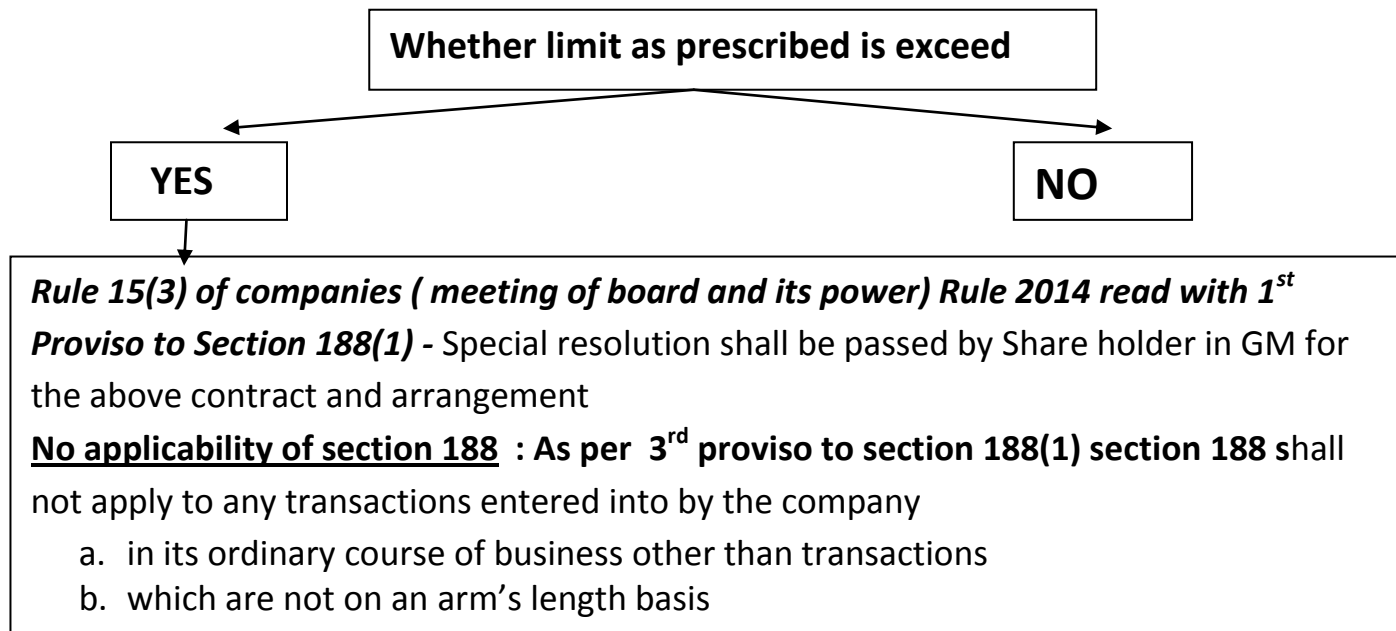 Whether limit as prescribed is exceed
YES
NO
Rule 15(3) of companies ( meeting of board and its power) Rule 2014 read with 1st
Proviso to Section 188(1) - Special resolution shall be passed by Share holder in GM for
the above contract and arrangement
No applicability of section 188 : As per 3rd proviso to section 188(1) section 188 shall
not apply to any transactions entered into by the company
a. in its ordinary course of business other than transactions
b. which are not on an arm’s length basis